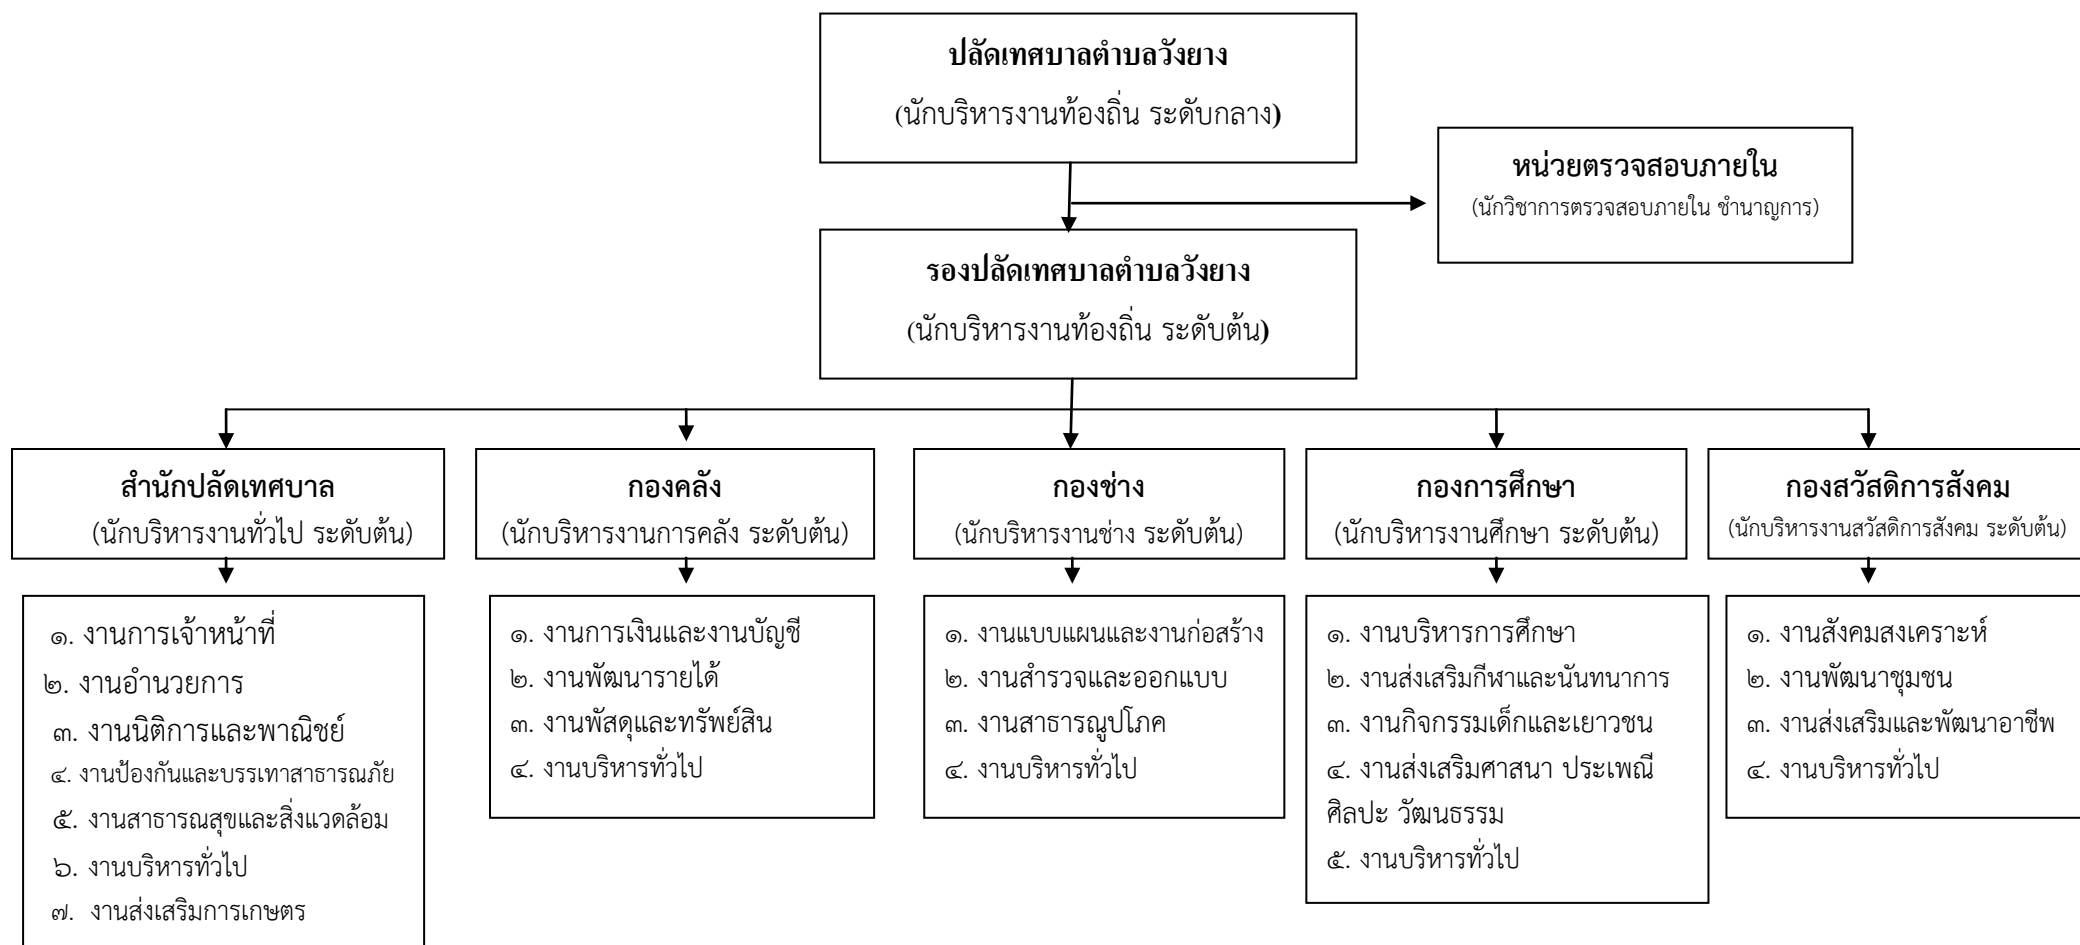 ปลัดเทศบาลตำบลวังยาง
(นักบริหารงานท้องถิ่น ระดับกลาง)
หน่วยตรวจสอบภายใน
(นักวิชาการตรวจสอบภายใน ชำนาญการ)
รองปลัดเทศบาลตำบลวังยาง
(นักบริหารงานท้องถิ่น ระดับต้น)
สำนักปลัดเทศบาล
(นักบริหารงานทั่วไป ระดับต้น)
กองคลัง
(นักบริหารงานการคลัง ระดับต้น)
กองช่าง
(นักบริหารงานช่าง ระดับต้น)
กองการศึกษา
(นักบริหารงานศึกษา ระดับต้น)
กองสวัสดิการสังคม
(นักบริหารงานสวัสดิการสังคม ระดับต้น)
๑. งานการเจ้าหน้าที่
๒. งานอำนวยการ
๓. งานนิติการและพาณิชย์
๔. งานป้องกันและบรรเทาสาธารณภัย
๕. งานสาธารณสุขและสิ่งแวดล้อม
๖. งานบริหารทั่วไป
๗. งานส่งเสริมการเกษตร
๑. งานการเงินและงานบัญชี
๒. งานพัฒนารายได้
๓. งานพัสดุและทรัพย์สิน
๔. งานบริหารทั่วไป
๑. งานแบบแผนและงานก่อสร้าง
๒. งานสำรวจและออกแบบ
๓. งานสาธารณูปโภค
๔. งานบริหารทั่วไป
๑. งานบริหารการศึกษา
๒. งานส่งเสริมกีฬาและนันทนาการ
๓. งานกิจกรรมเด็กและเยาวชน
๔. งานส่งเสริมศาสนา ประเพณี
ศิลปะ วัฒนธรรม
๕. งานบริหารทั่วไป
๑. งานสังคมสงเคราะห์
๒. งานพัฒนาชุมชน
๓. งานส่งเสริมและพัฒนาอาชีพ
๔. งานบริหารทั่วไป